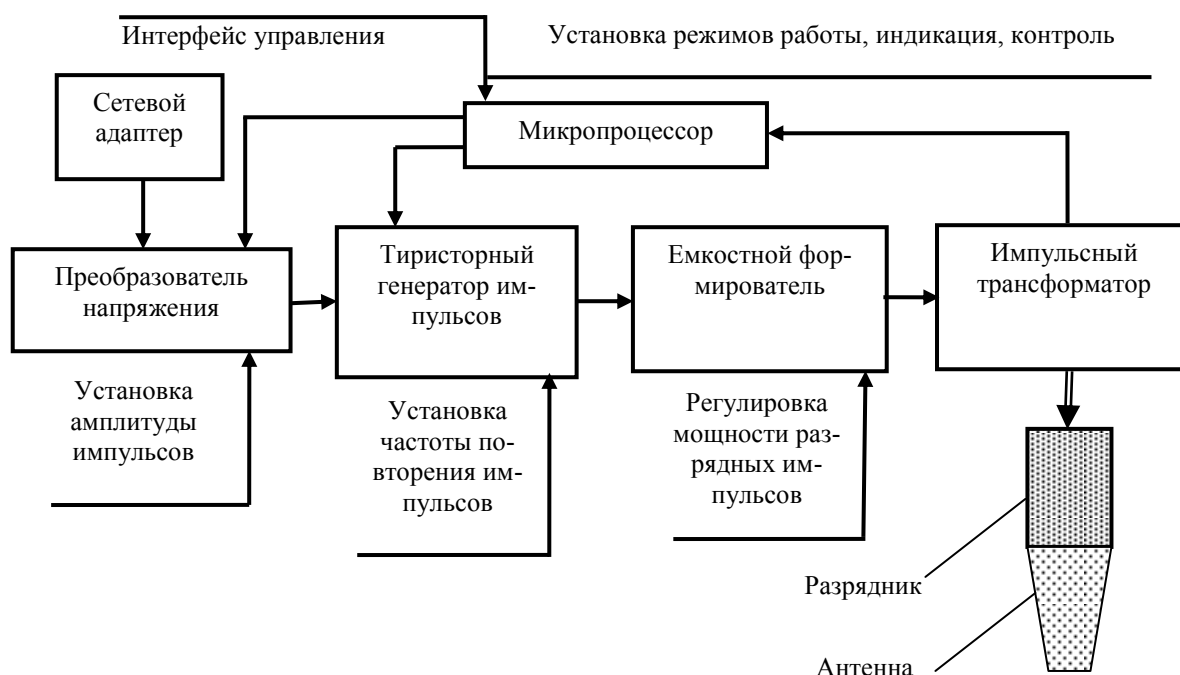 Интерфейс управления
Установка режимов работы, индикация, контроль
Сетевой
адаптер
Микропроцессор
Преобразователь
напряжения
Тиристорный
генератор им-
пульсов
Емкостной фор-
мирователь
Импульсный
трансформатор
Установка
амплитуды
импульсов
Установка
частоты по-
вторения им-
пульсов
Регулировка
мощности раз-
рядных им-
пульсов
Разрядник
Антенна